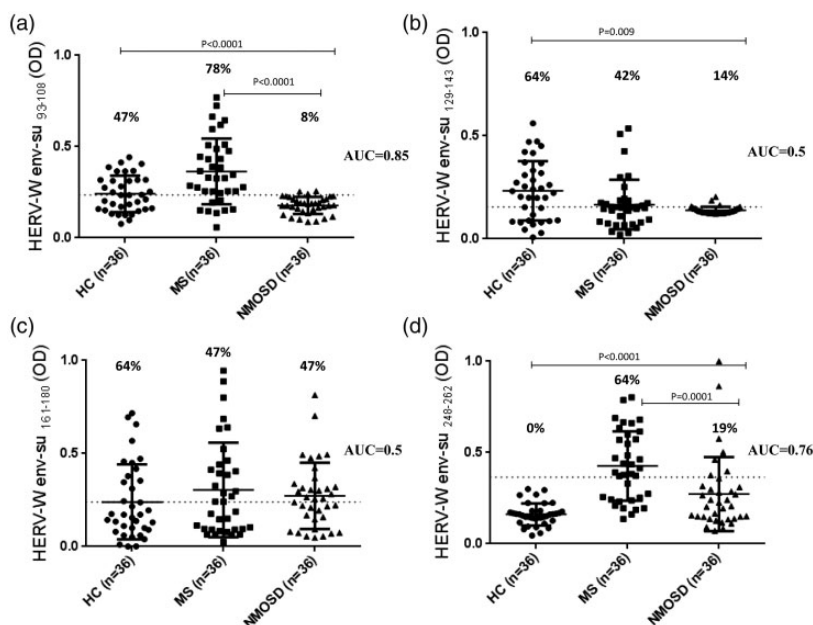 (a)
P<0.0001
1.0
78%
P<0.0001
47%
8%
0.5
AUC=0.85
0.0
HERV-W env-su 93-108 (OD)
HC (n=36)
MS(n=36)
NMOSD (n=36)
(b)
P=0.009
1.0
64%
42%
14%
0.5
AUC=0.5
0.0
HERV-W env-su 129-143 (OD)
HC (n=36)
MS (n=36)
NMOSD (n=36)
(c)
1.0
64%
47%
47%
0.5
AUC=0.5
0.0
HERV-W env-su 161-180 (OD)
HC (n=36)
MS (n=36)
NMOSD (n=36)
(d)
P<0.0001
1.0
64%
P=0.0001
0%
19%
0.5
AUC=0.76
0.0
HERV-W env-su 248-262 (OD)
HC (n=36)
MS (n=36)
NMOSD (n=36)